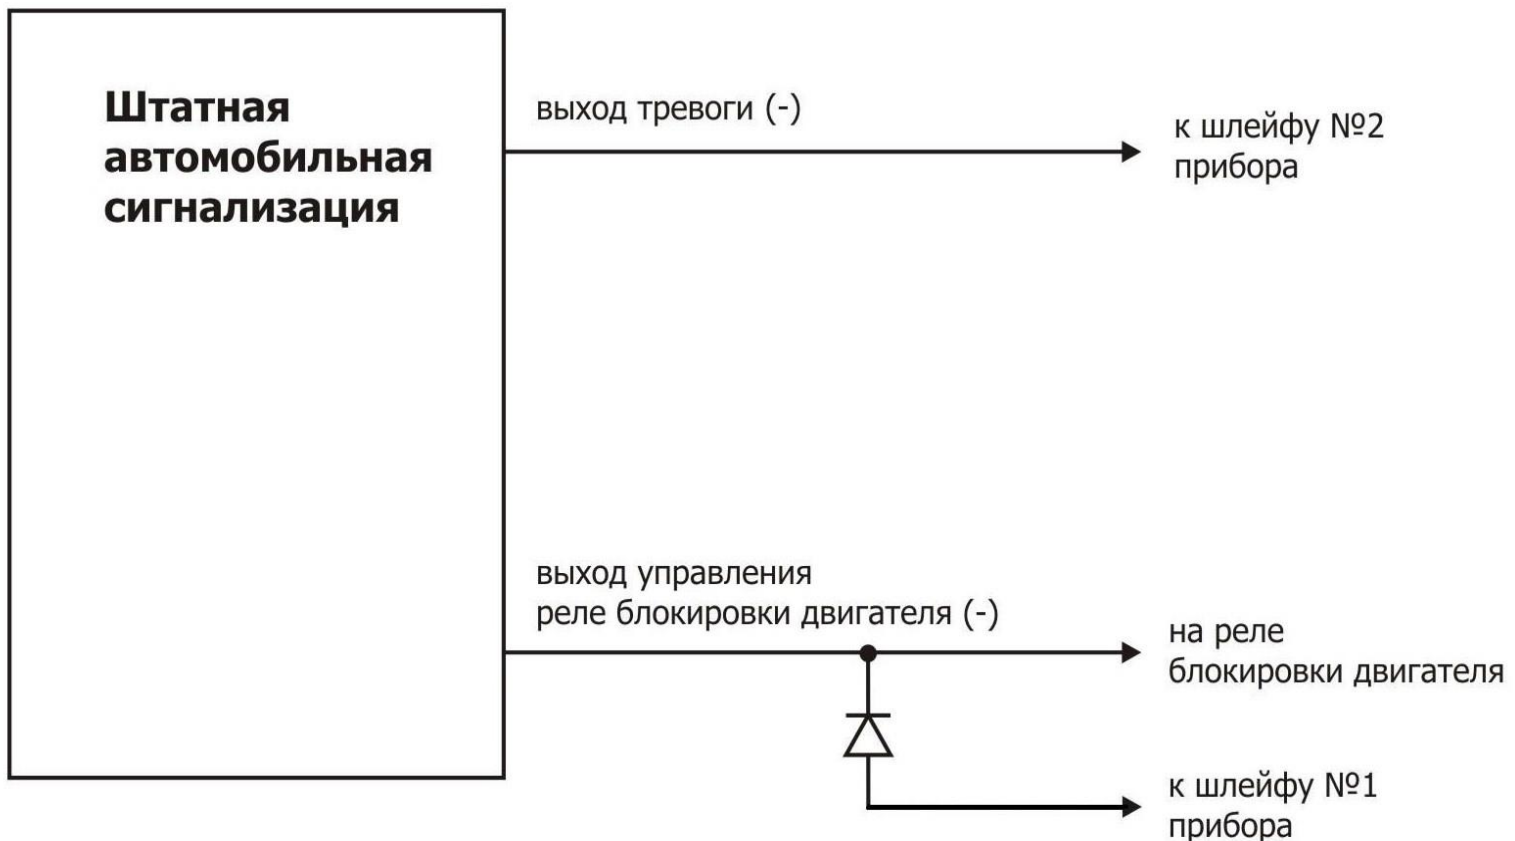 Штатная
автомобильная
сигнализация
выход тревоги (-)
к шлейфу №2
прибора
выход управления
реле блокировки двигателя (-)
на реле
блокировки двигателя
к шлейфу №1
прибора